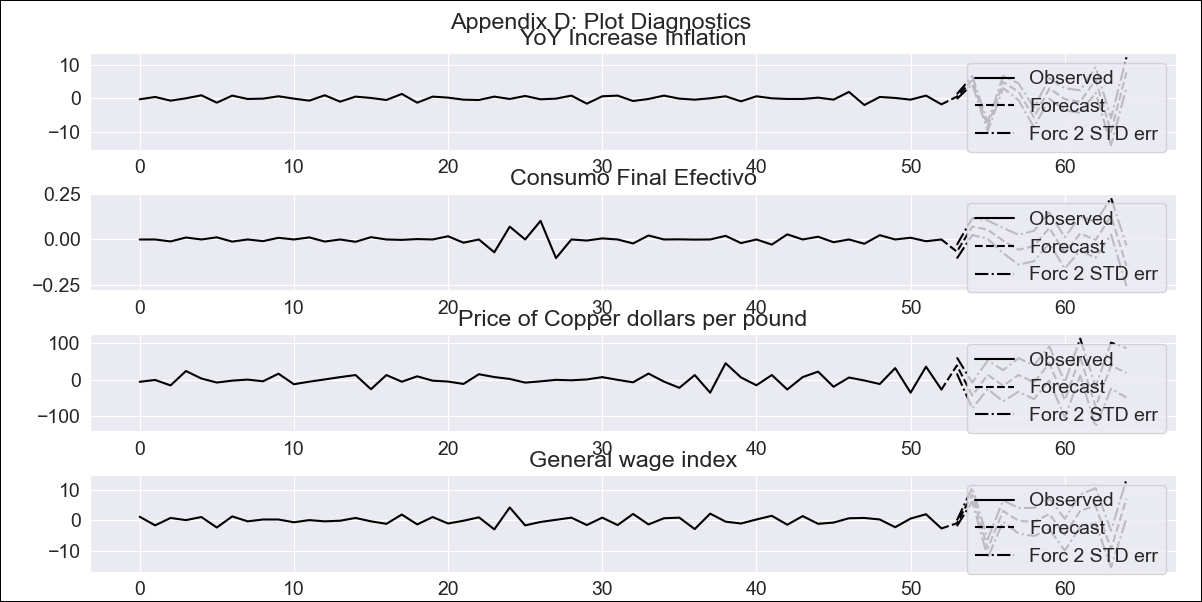 Appendix D: Plot Diagnostics
YoY Increase Inflation
10
0
−10
Observed
Forecast
Forc 2 STD err
0 10 20 30 40 50 60
Consumo Final Efectivo
0.25
0.00
−0.25
Observed
Forecast
Forc 2 STD err
0 10 20 30 40 50 60
Price of Copper dollars per pound
100
0
−100
Observed
Forecast
Forc 2 STD err
0 10 20 30 40 50 60
General wage index
10
0
−10
Observed
Forecast
Forc 2 STD err
0 10 20 30 40 50 60